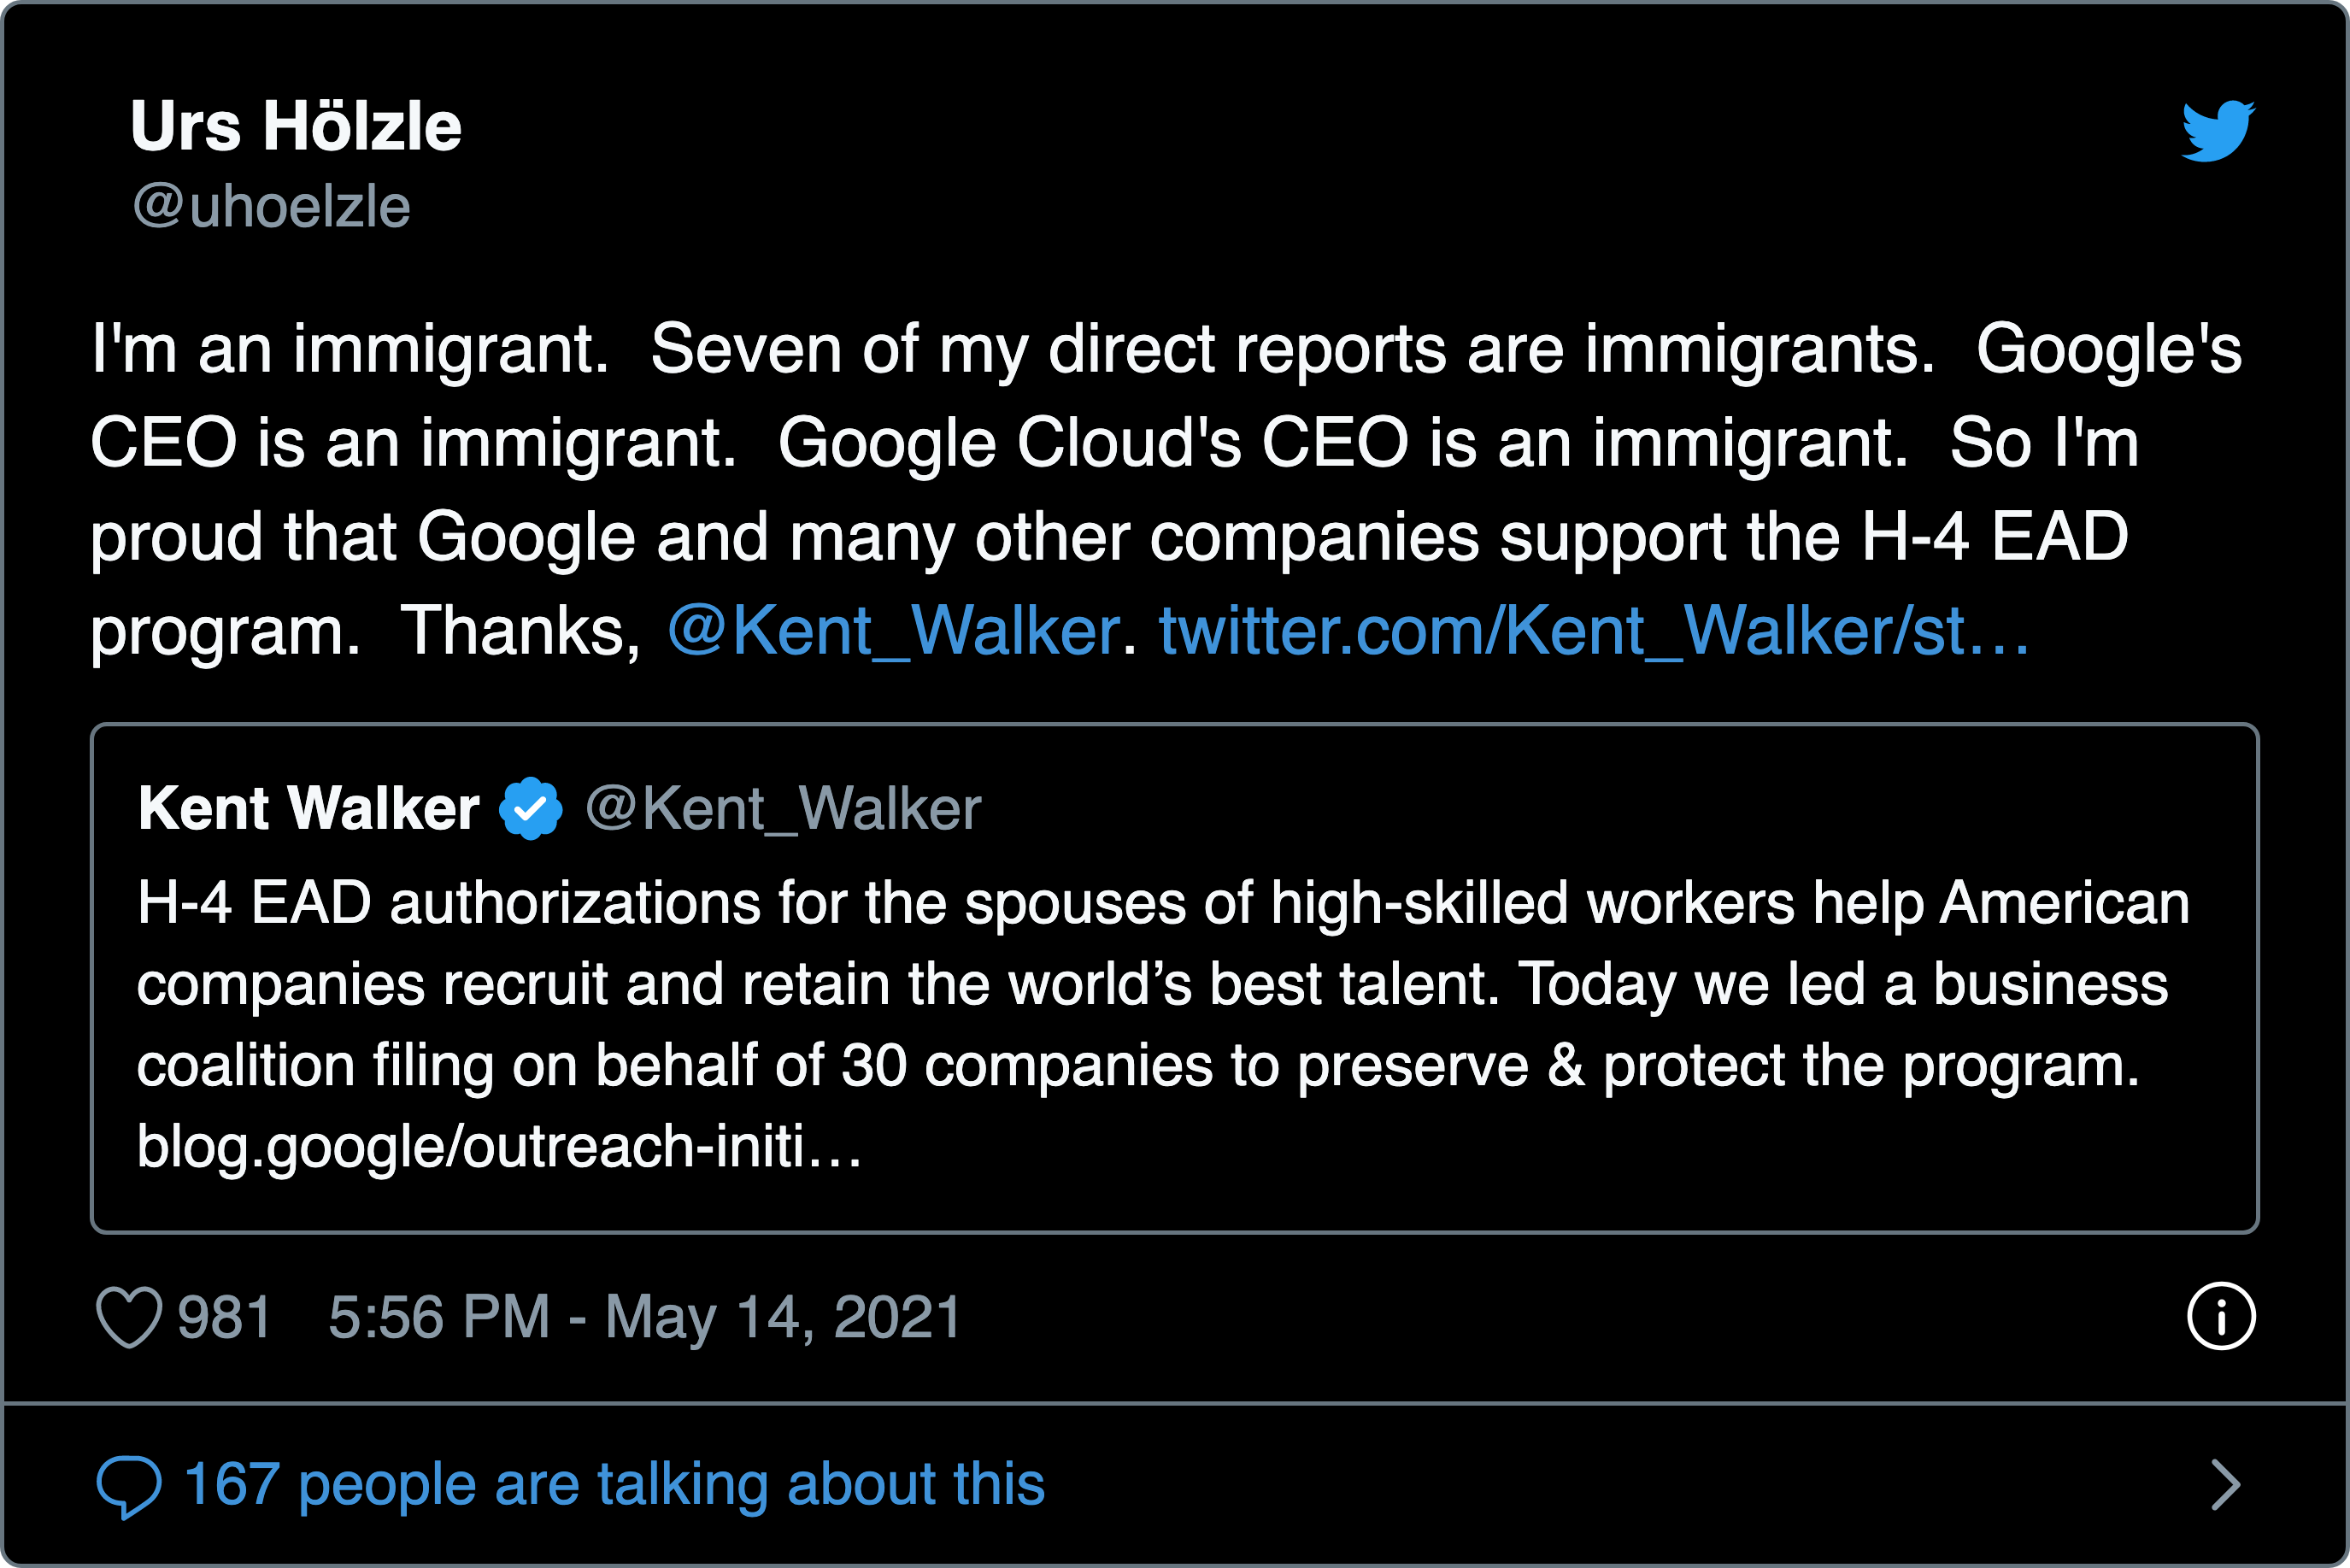 Urs Hölzle
@uhoelzle
I'm an immigrant.  Seven of my direct reports are immigrants.  Google's
CEO is an immigrant.  Google Cloud's CEO is an immigrant.  So I'm
proud that Google and many other companies support the H-4 EAD
program.  Thanks, @Kent_Walker. twitter.com/Kent_Walker/st…
Kent Walker @Kent_Walker
H-4 EAD authorizations for the spouses of high-skilled workers help American
companies recruit and retain the world’s best talent. Today we led a business
coalition filing on behalf of 30 companies to preserve & protect the program.
blog.google/outreach-initi…
981 5:56 PM - May 14, 2021
167 people are talking about this